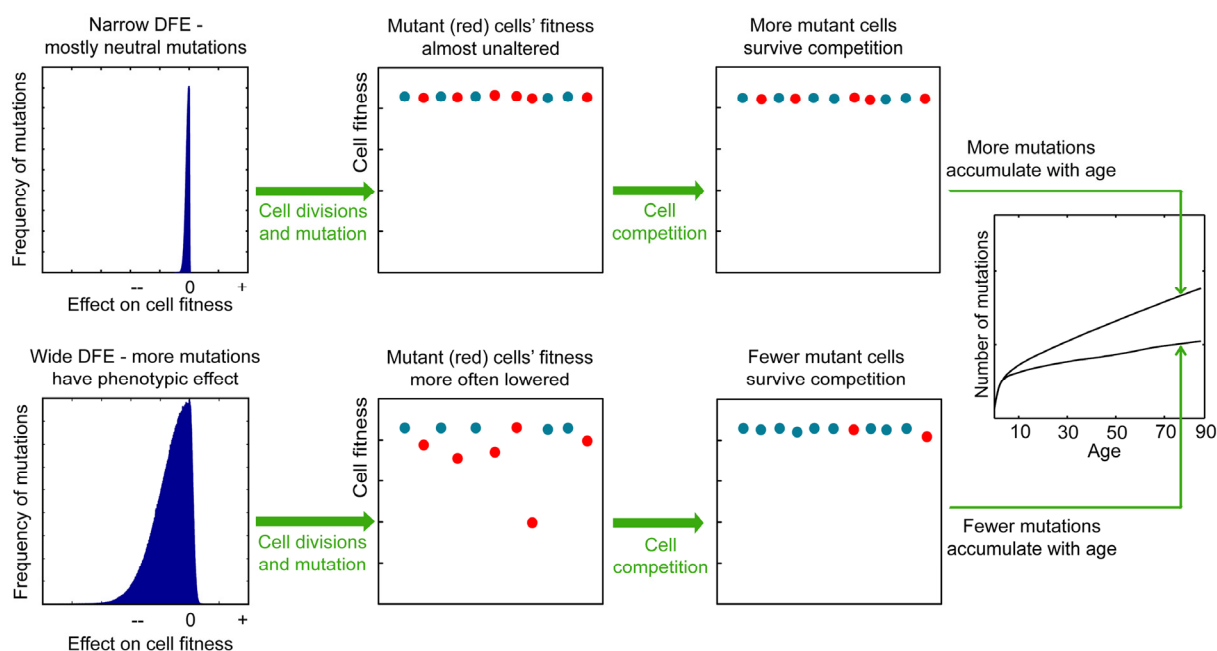 Narrow DFE -
mostly neutral mutations
Mutant (red) cells' fitness
almost unaltered
More mutant cells
survive competition
Frequency of mutations
Cell fitness
Cell divisions
and mutation
Cell
competition
More mutations
accumulate with age
-- 0 +
Effect on cell fitness
Number of mutations
10 30 50 70 90
Age
Wide DFE - more mutations
have phenotypic effect
Mutant (red) cells' fitness
more often lowered
Fewer mutant cells
survive competition
Frequency of mutations
Cell fitness
Cell fitness
Cell divisions
and mutation
Cell
competition
Fewer mutations
accumulate with age
-- 0 +
Effect on cell fitness